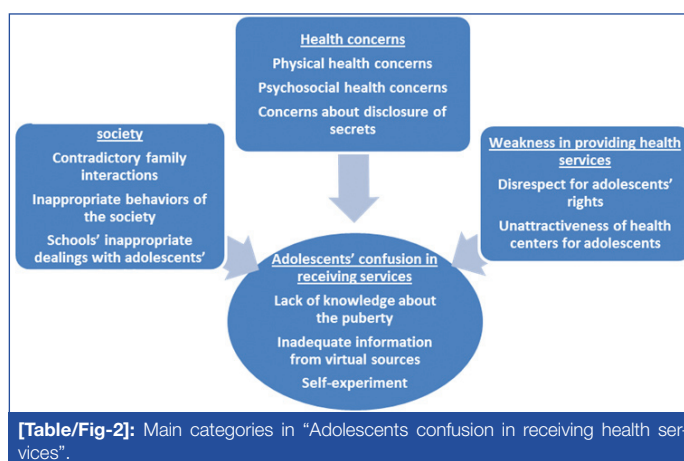 Health concerns
Physical health concerns
Psychosocial health concerns
Concerns about disclosure of
secrets
society
Contradictory family
interactions
Inappropriate behaviors of
the society
Schools' inappropriate
dealings with adolescents'
Weakness in providing health
services
Disrespect for adolescents'
rights
Unattractiveness of health
centers for adolescents
Adolescents' confusion in
receiving services
Lack of knowledge about
the puberty
Inadequate information
from virtual sources
Self-experiment
[Table/Fig-2]: Main categories in “Adolescents confusion in receiving health ser-
vices”.